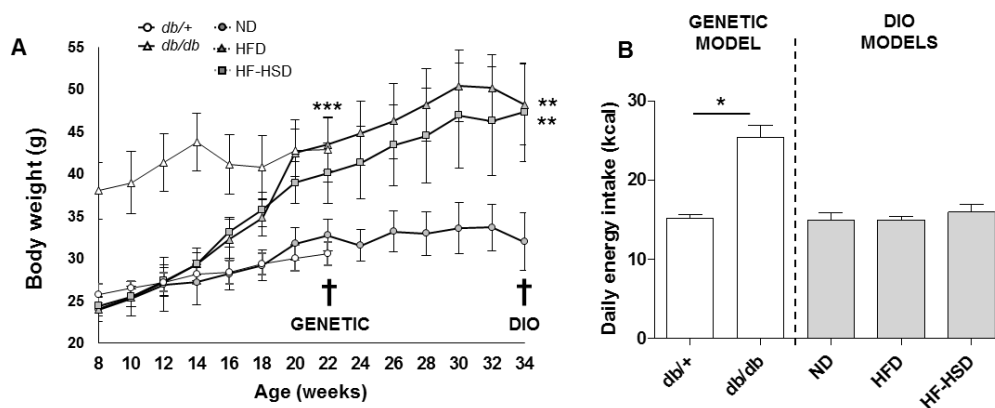 A
db/+
db/db
ND
HFD
HF-HSD
Body weight (g)
55
50
45
40
35
30
25
20
***
**
**
†
†
GENETIC
DIO
8 10 12 14 16 18 20 22 24 26 28 30 32 34
Age (weeks)
B
GENETIC
MODEL
DIO
MODELS
*
Daily energy intake (kcal)
30
20
10
0
db/+
db/db
ND
HFD
HF-HSD